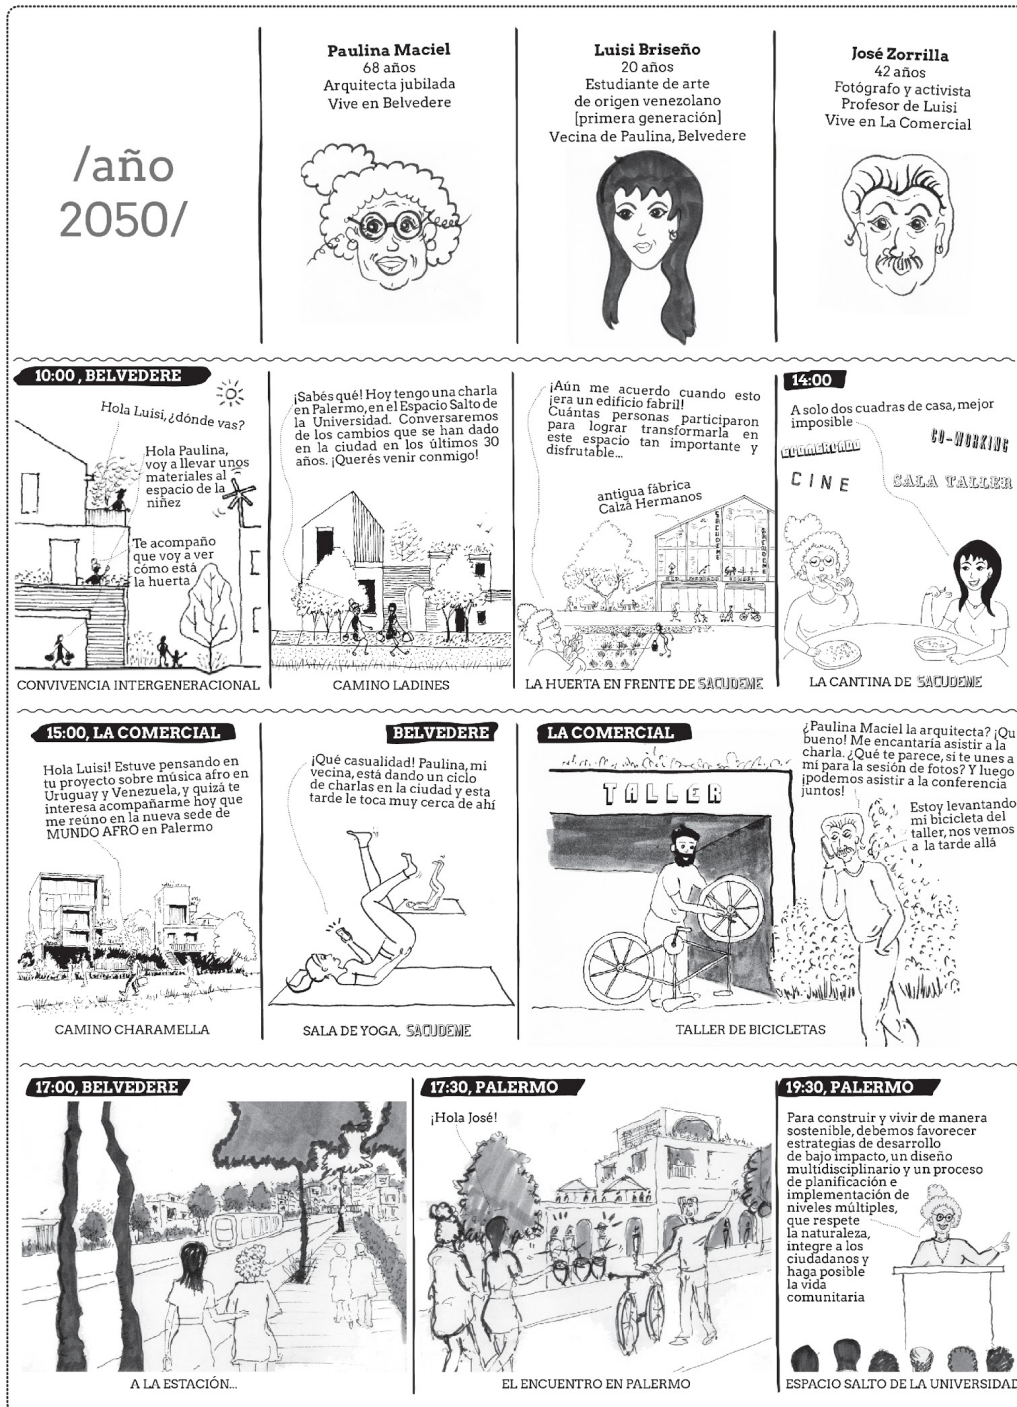 /año
2050/
Paulina Maciel
68 años
Arquitecta jubilada
Vive en Belvedere
Luisi Briseño
20 años
Estudiante de arte
de origen venezolano
[primera generación]
Vecina de Paulina, Belvedere
José Zorrilla
42 años
Fotógrafo y activista
Profesor de Luisi
Vive en La Comercial
10:00, BELVEDERE
Hola Luisi, ¿dónde vas?
Hola Paulina,
voy a llevar unos
materiales al
espacio de la
niñez
Te acompaño
que voy a ver
cómo está
la huerta
CONVIVENCIA INTERGENERACIONAL
¡Sabés qué! Hoy tengo una charla
en Palermo, en el Espacio Salto de
la Universidad. Conversaremos
de los cambios que se han dado
en la ciudad en los últimos 30
años. ¡Querés venir conmigo!
CAMINO LADINES
¡Aún me acuerdo cuando esto
¡era un edificio fabril!
Cuántas personas participaron
para lograr transformarla en
este espacio tan importante y
disfrutable...
antigua fábrica
Calzá Hermanos
SACUDEME
SACUDEME
LA HUERTA EN FRENTE DE SACUDEME
14:00
A solo dos cuadras de casa, mejor
imposible
ECOMERCADO
CO-WORKING
CINE
SALA TALLER
LA CANTINA DE SACUDEME
15:00, LA COMERCIAL
Hola Luisi! Estuve pensando en
tu proyecto sobre música afro en
Uruguay y Venezuela, y quizá te
interesa acompañarme hoy que
me reúno en la nueva sede de
MUNDO AFRO en Palermo
CAMINO CHARAMELLA
BELVEDERE
¡Qué casualidad! Paulina, mi
vecina, está dando un ciclo
de charlas en la ciudad y esta
tarde le toca muy cerca de ahí
SALA DE YOGA, SACUDEME
LA COMERCIAL
TALLER
¿Paulina Maciel la arquitecta? ¡Qu
bueno! Me encantaría asistir a la
charla. ¿Qué te parece, si te unes a
mí para la sesión de fotos? Y luego
¡podemos asistir a la conferencia
juntos!
Estoy levantando
mi bicicleta del
taller, nos vemos
a la tarde allá
TALLER DE BICICLETAS
17:00, BELVEDERE
A LA ESTACIÓN...
17:30, PALERMO
¡Hola José!
EL ENCUENTRO EN PALERMO
19:30, PALERMO
Para construir y vivir de manera
sostenible, debemos favorecer
estrategias de desarrollo
de bajo impacto, un diseño
multidisciplinario y un proceso
de planificación e
implementación de
niveles múltiples,
que respete
la naturaleza,
integre a los
ciudadanos y
haga posible
la vida
comunitaria
ESPACIO SALTO DE LA UNIVERSIDAD